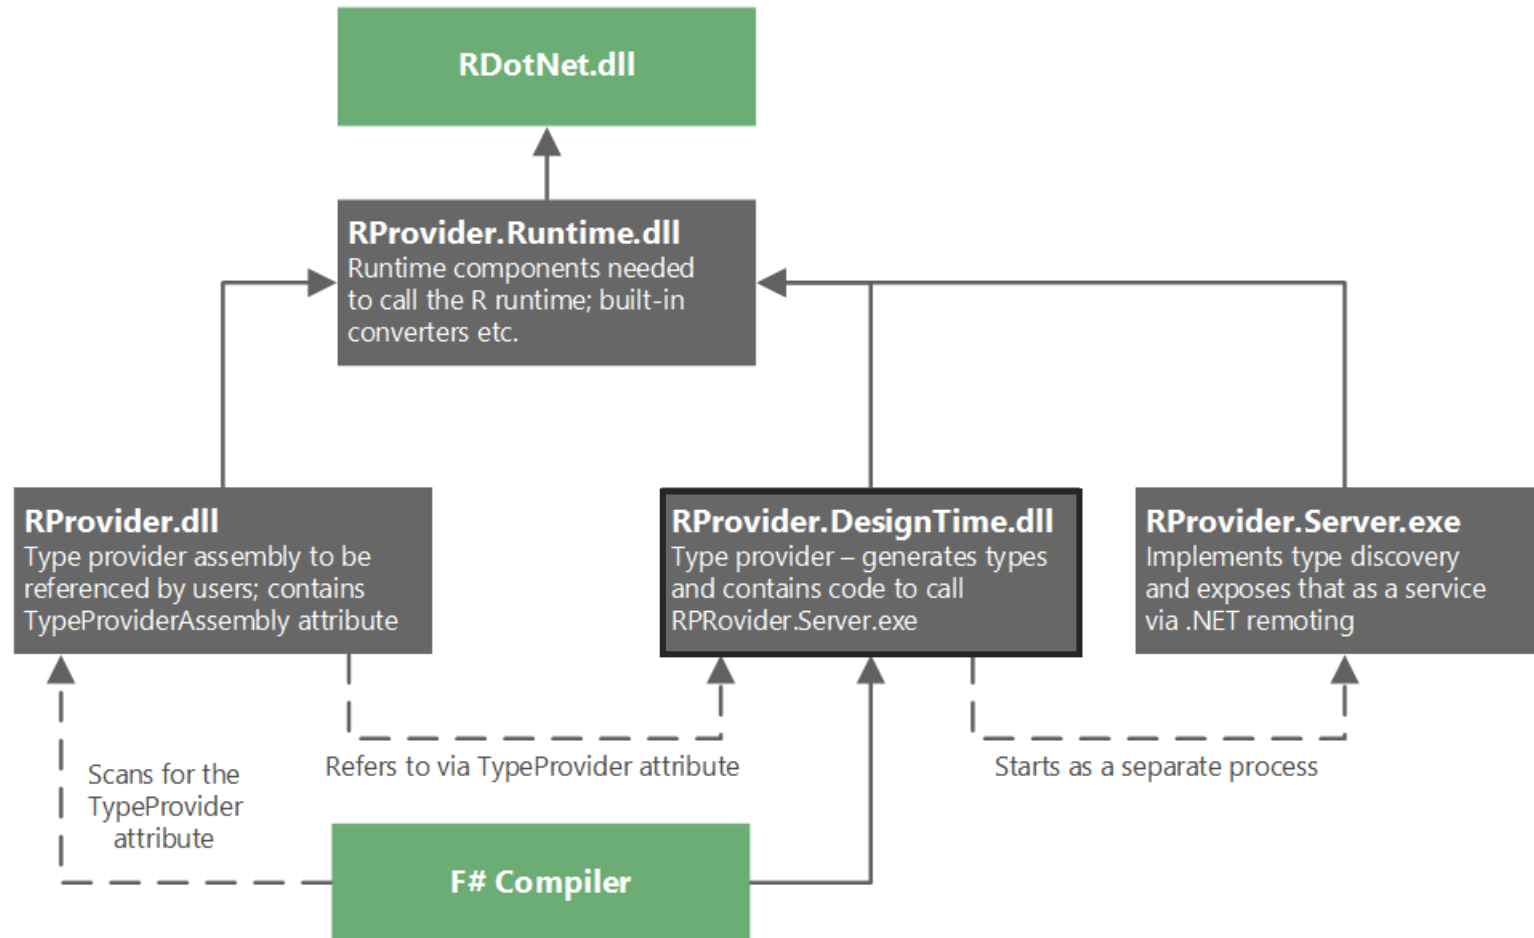 RDotNet.dll
RProvider.Runtime.dll
Runtime components needed
to call the R runtime; built-in
converters etc.
RProvider.dll
Type provider assembly to be
referenced by users; contains
TypeProviderAssembly attribute
RProvider.DesignTime.dll
Type provider – generates types
and contains code to call
RPRovider.Server.exe
RProvider.Server.exe
Implements type discovery
and exposes that as a service
via .NET remoting
Scans for the
TypeProvider
attribute
Refers to via TypeProvider attribute
Starts as a separate process
F# Compiler